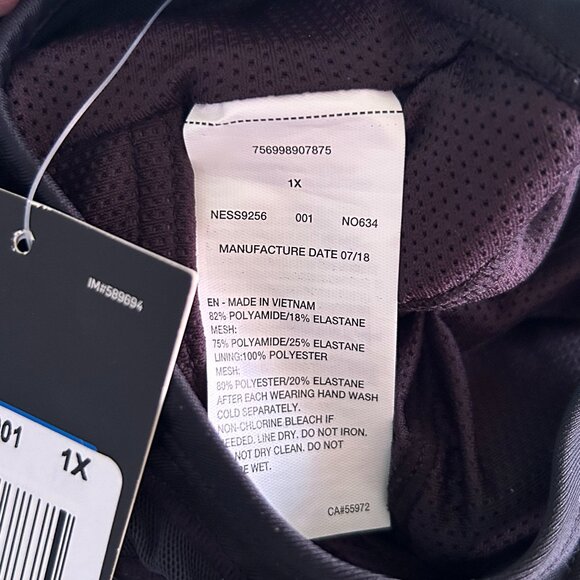 756998907875
1X
NESS9256 001 NO634
MANUFACTURE DATE 07/18
EN - MADE IN VIETNAM
82% POLYAMIDE/18% ELASTANE
MESH:
75% POLYAMIDE/25% ELASTANE
LINING:100% POLYESTER
MESH:
80% POLYESTER/20% ELASTANE
AFTER EACH WEARING HAND WASH
COLD SEPARATELY.
NON-CHLORINE BLEACH IF
EEDED. LINE DRY. DO NOT IRON.
NOT DRY CLEAN. DO NOT
E WET.
CA#55972
IM#589694
01 1X